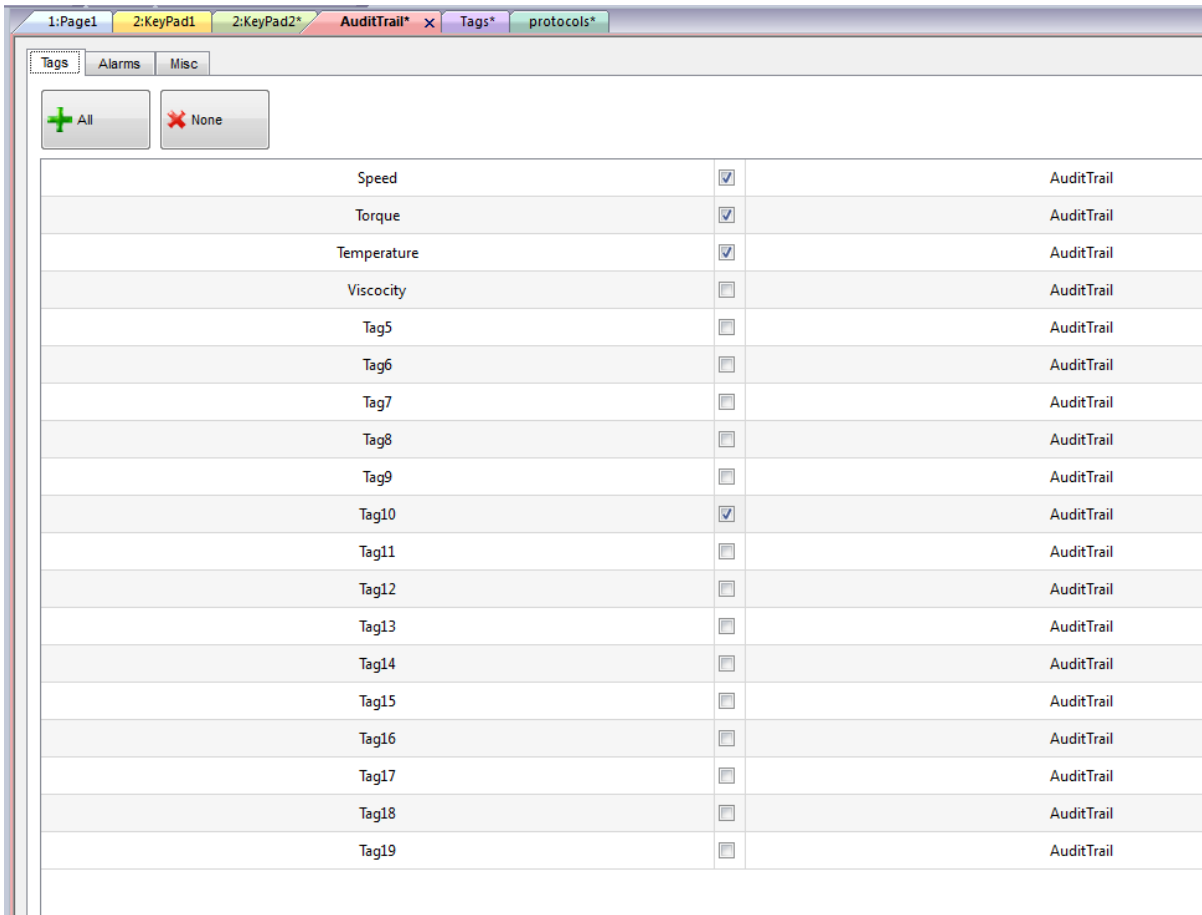 1:Page1 2:KeyPad1 2:KeyPad2* AuditTrail* x Tags* protocols*
Tags Alarms Misc
All None
Speed AuditTrail
Torque AuditTrail
Temperature AuditTrail
Viscocity AuditTrail
Tag5 AuditTrail
Tag6 AuditTrail
Tag7 AuditTrail
Tag8 AuditTrail
Tag9 AuditTrail
Tag10 AuditTrail
Tag11 AuditTrail
Tag12 AuditTrail
Tag13 AuditTrail
Tag14 AuditTrail
Tag15 AuditTrail
Tag16 AuditTrail
Tag17 AuditTrail
Tag18 AuditTrail
Tag19 AuditTrail